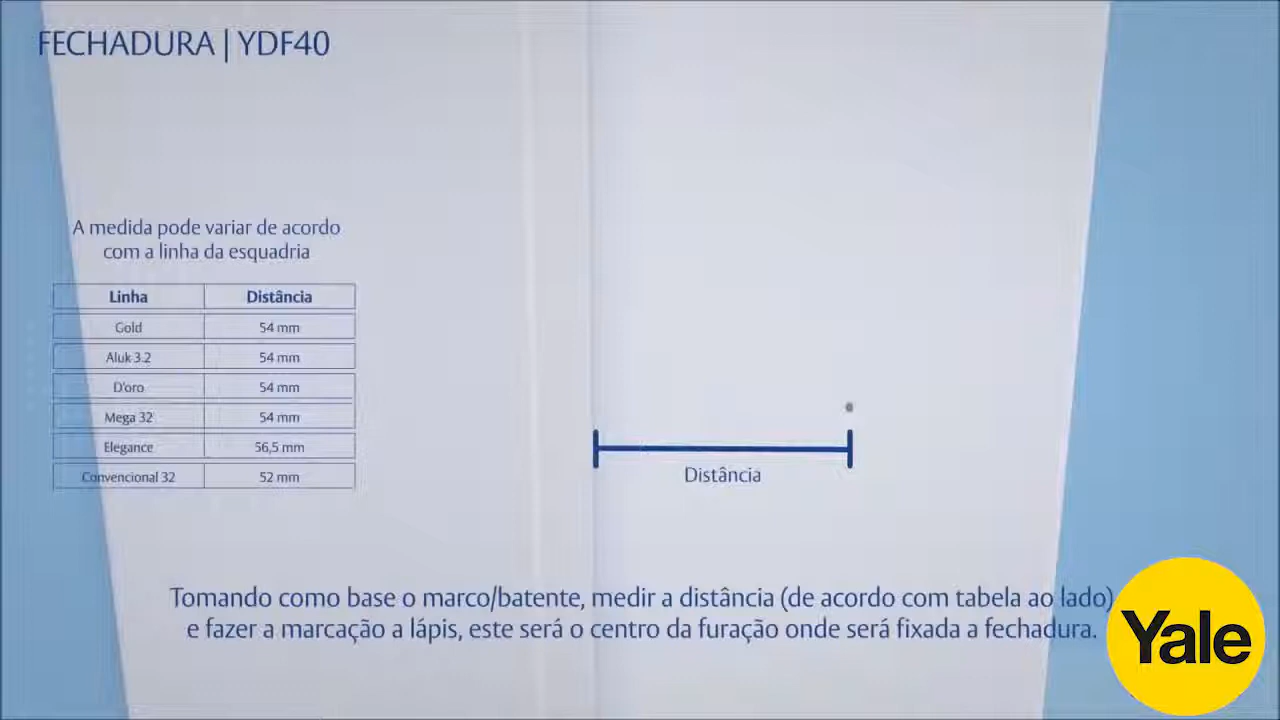 FECHADURA | YDF40
A medida pode variar de acordo
com a linha da esquadria
Linha Distância
Gold 54 mm
Aluk 3.2 54 mm
D'oro 54 mm
Mega 32 54 mm
Elegance 56,5 mm
Convencional 32 52 mm
Distância
Tomando como base o marco/batente, medir a distância (de acordo com tabela ao lado)
e fazer a marcação a lápis, este será o centro da furação onde será fixada a fechadura.
Yale